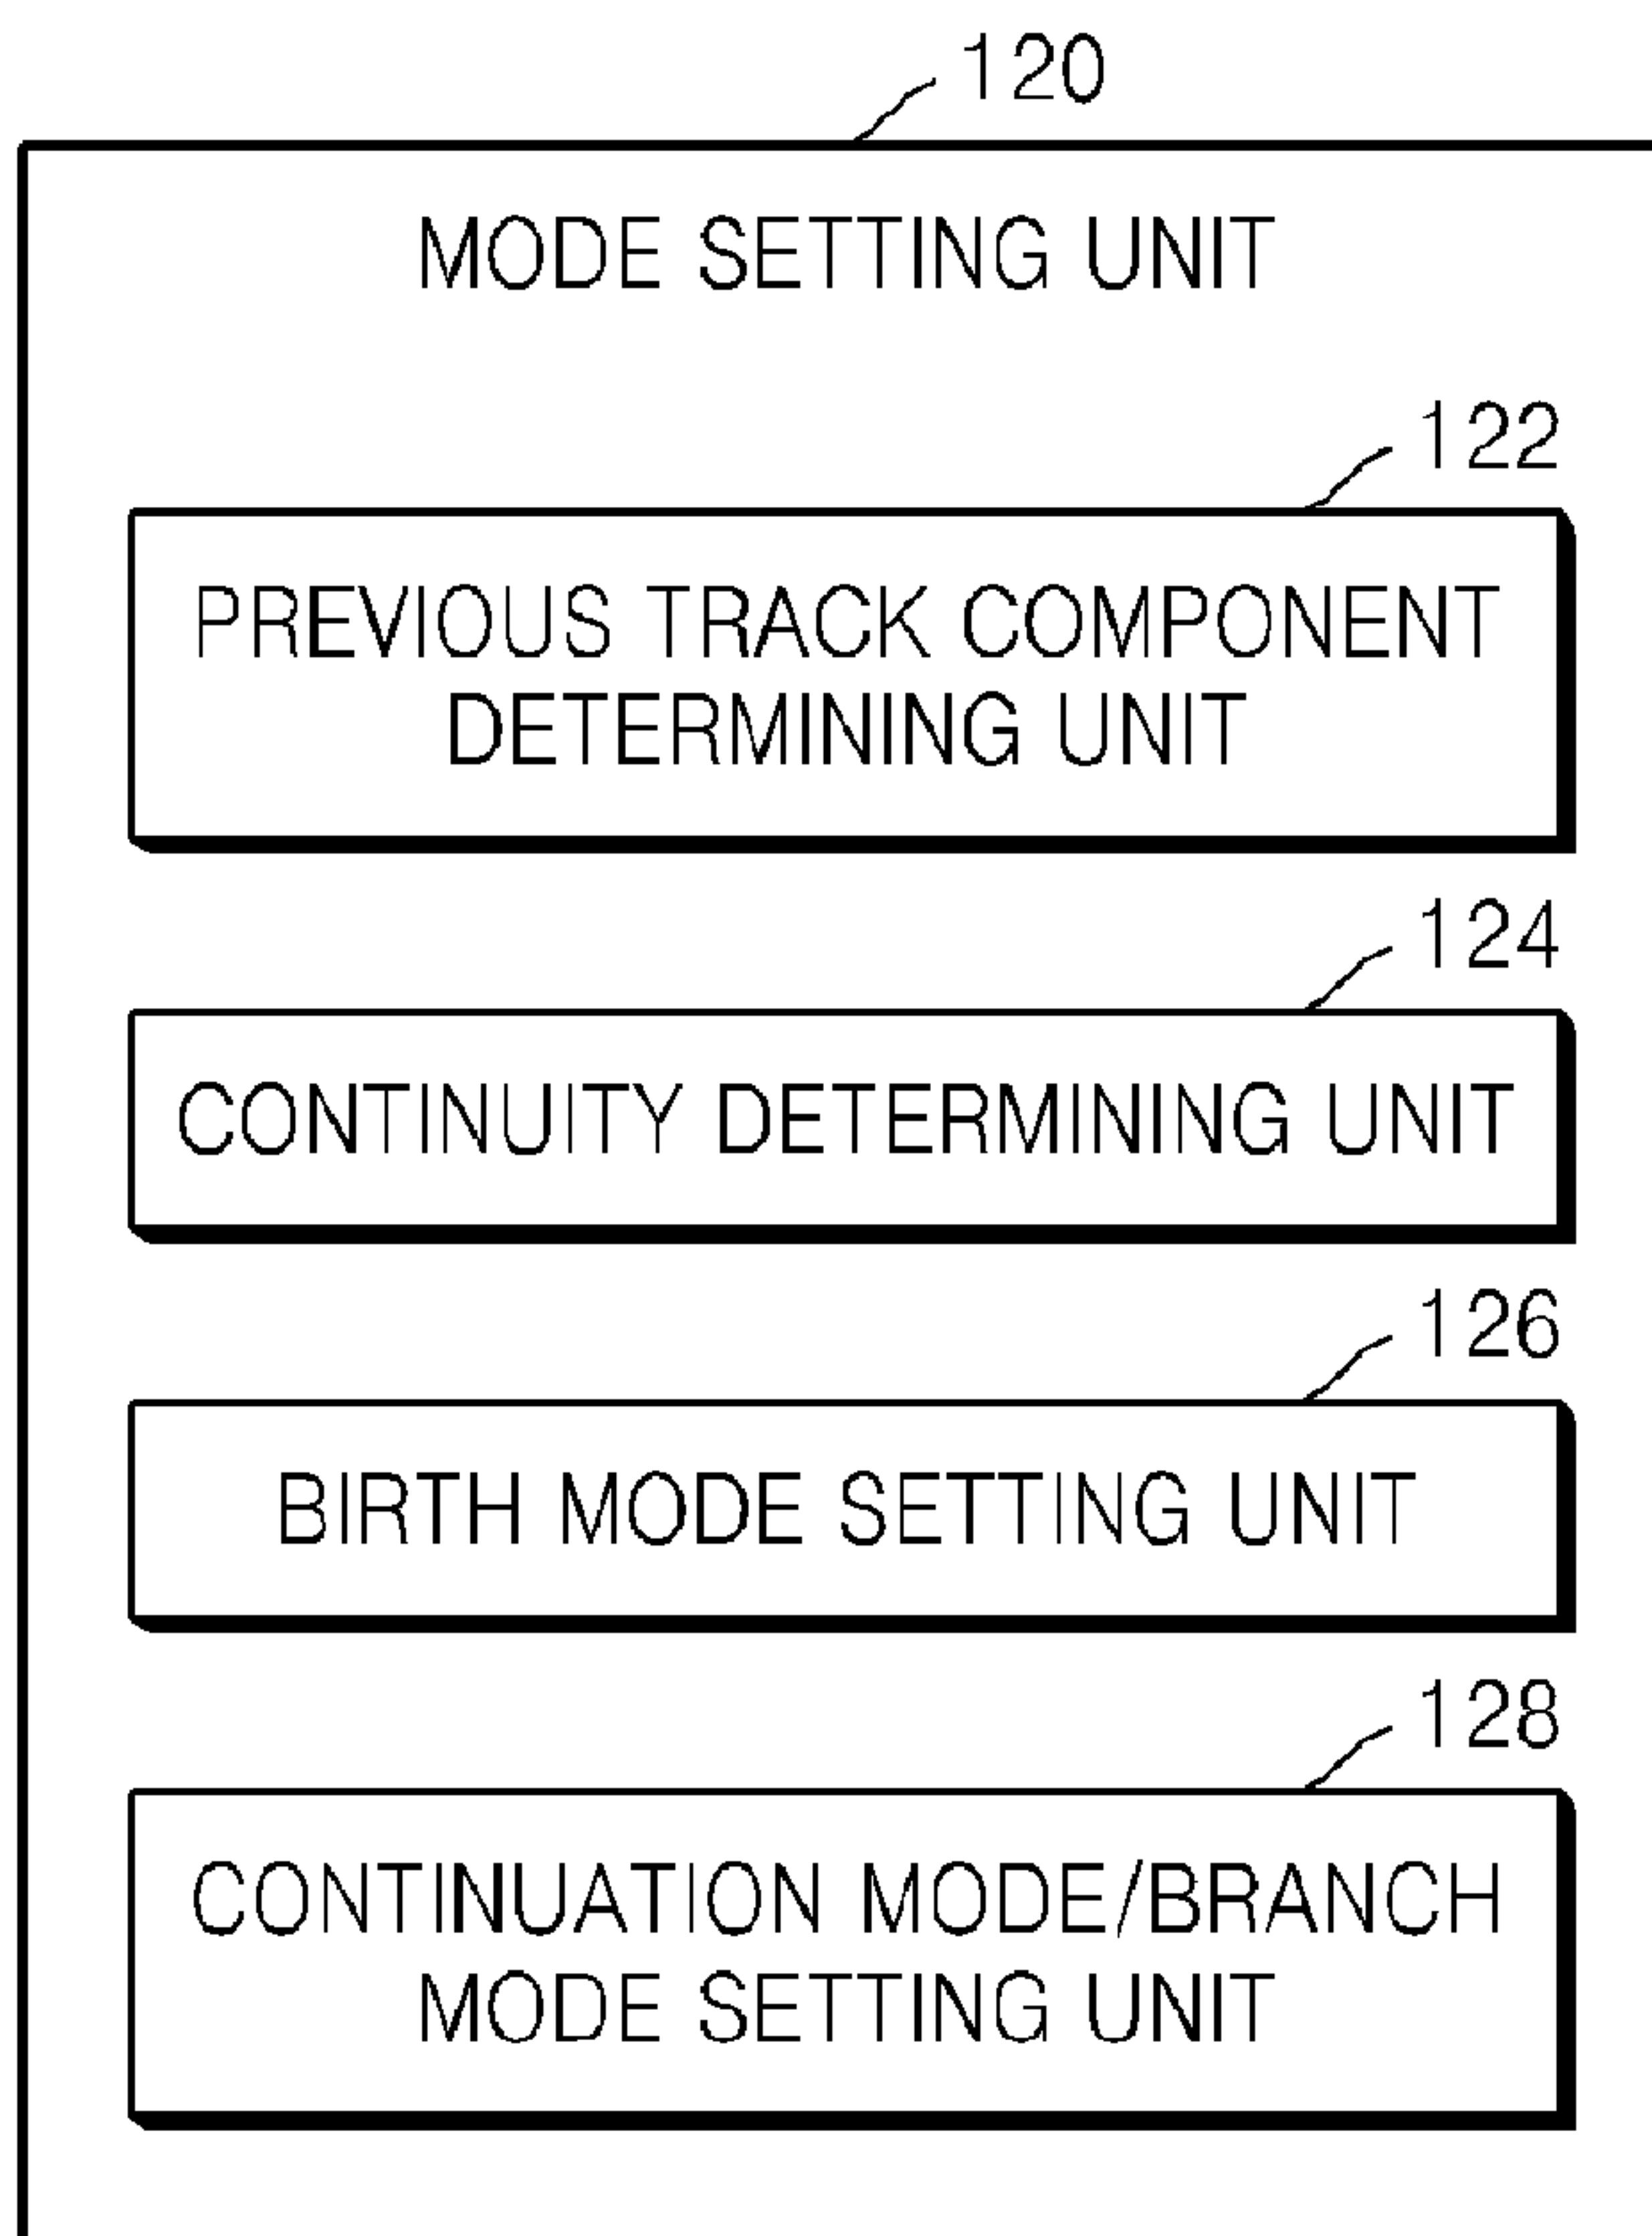 120
MODE SETTING UNIT
122
PREVIOUS TRACK COMPONENT
DETERMINING UNIT
124
CONTINUITY DETERMINING UNIT
126
BIRTH MODE SETTING UNIT
128
CONTINUATION MODE/BRANCH
MODE SETTING UNIT